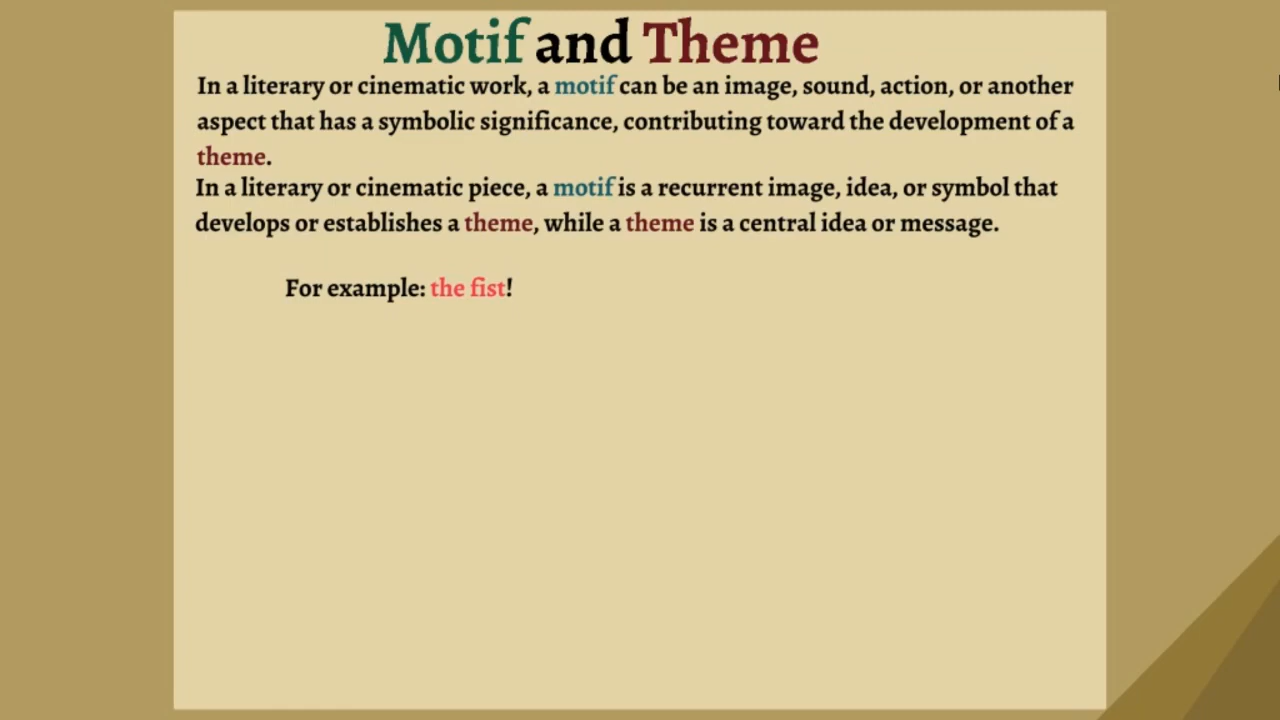 Motif and Theme
In a literary or cinematic work, a motif can be an image, sound, action, or another
aspect that has a symbolic significance, contributing toward the development of a
theme.
In a literary or cinematic piece, a motif is a recurrent image, idea, or symbol that
develops or establishes a theme, while a theme is a central idea or message.
For example: the fist!